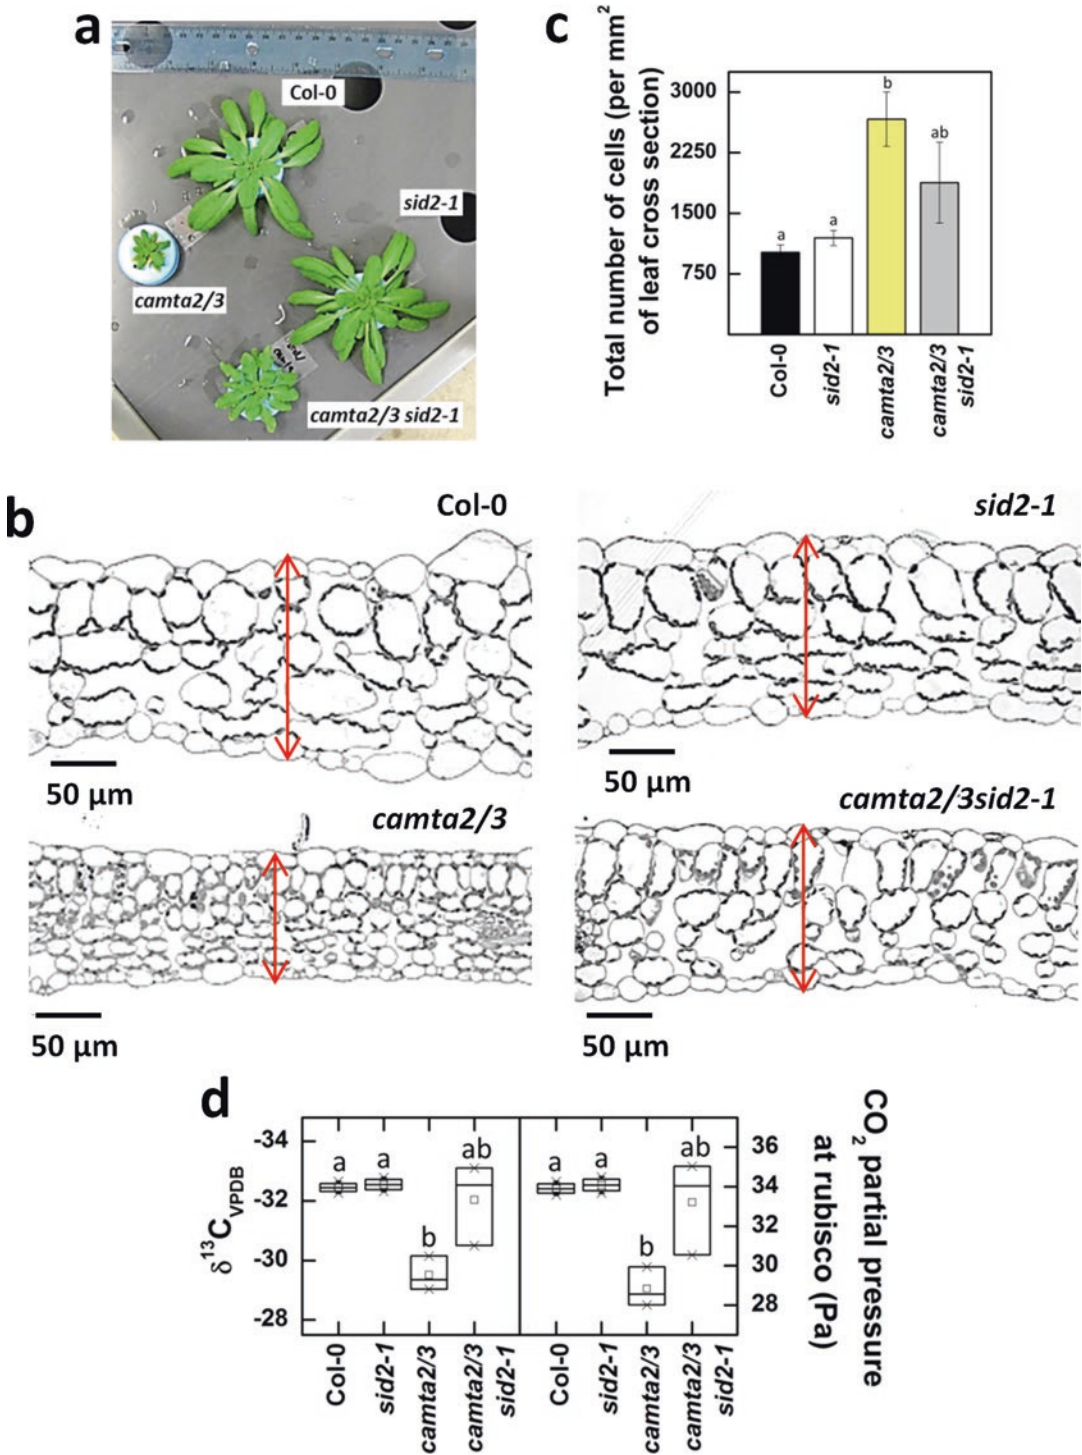 a
Col-0
sid2-1
camta2/3
camta2/3 sid2-1
c
Total number of cells (per mm²
of leaf cross section)
3000
2250
1500
750
a
a
b
ab
Col-0
sid2-1
camta2/3
camta2/3
sid2-1
b
Col-0
50 µm
sid2-1
50 µm
camta2/3
50 µm
camta2/3sid2-1
50 µm
d
δ¹³C VPDB
-34
-32
-30
-28
a
a
b
ab
a
a
b
ab
36
34
32
30
28
CO₂ partial pressure
at rubisco (Pa)
Col-0
sid2-1
camta2/3
camta2/3
sid2-1
Col-0
sid2-1
camta2/3
camta2/3
sid2-1